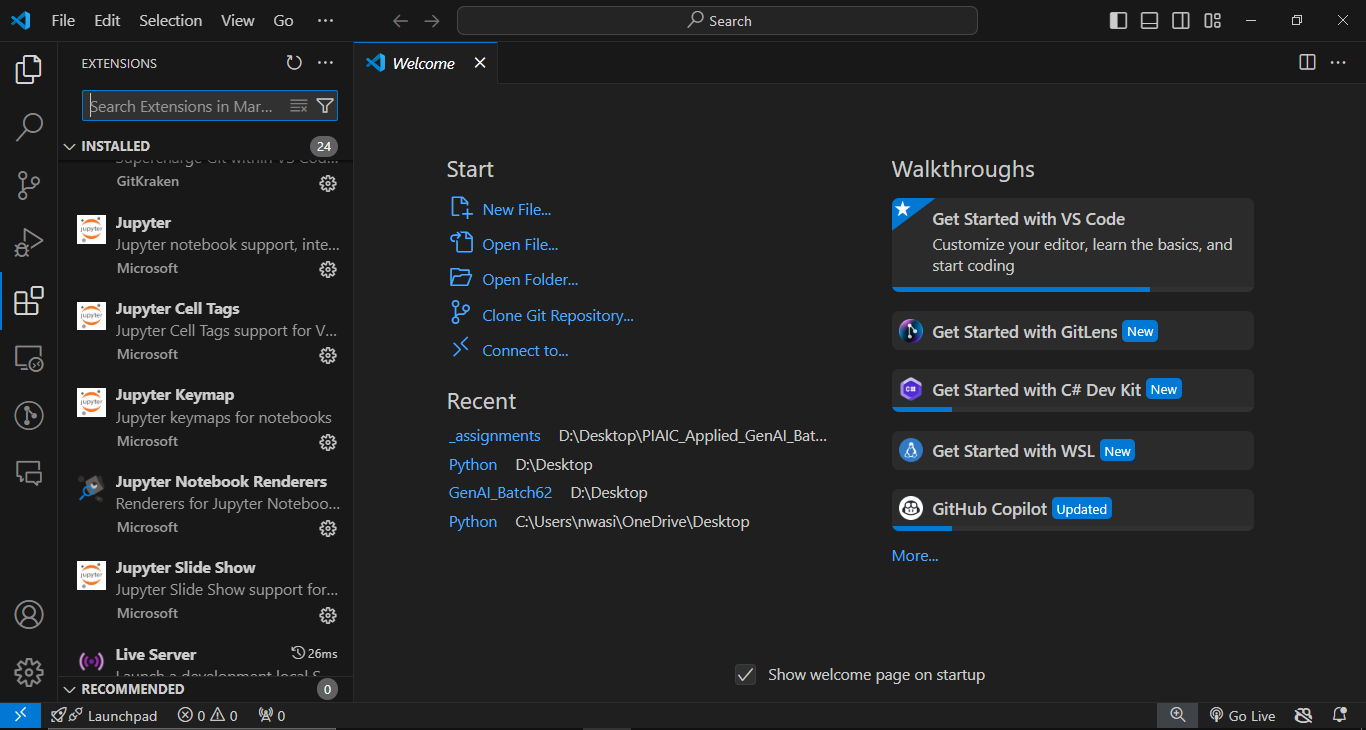 File Edit Selection View Go ···
Search
EXTENSIONS
Welcome
Search Extensions in Mar...
INSTALLED 24
Supercharge Git within VS Cod...
GitKraken
Jupyter
Jupyter notebook support, inte...
Microsoft
Jupyter Cell Tags
Jupyter Cell Tags support for V...
Microsoft
Jupyter Keymap
Jupyter keymaps for notebooks
Microsoft
Jupyter Notebook Renderers
Renderers for Jupyter Noteboo...
Microsoft
Jupyter Slide Show
Jupyter Slide Show support for...
Microsoft
Live Server 26ms
Launch a development local S...
RECOMMENDED 0
Start
New File...
Open File...
Open Folder...
Clone Git Repository...
Connect to...
Recent
_assignments D:\Desktop\PIAIC_Applied_GenAI_Bat...
Python D:\Desktop
GenAI_Batch62 D:\Desktop
Python C:\Users\nwasi\OneDrive\Desktop
Walkthroughs
Get Started with VS Code
Customize your editor, learn the basics, and
start coding
Get Started with GitLens New
Get Started with C# Dev Kit New
Get Started with WSL New
GitHub Copilot Updated
More...
Show welcome page on startup
Launchpad 0 0 0 Go Live